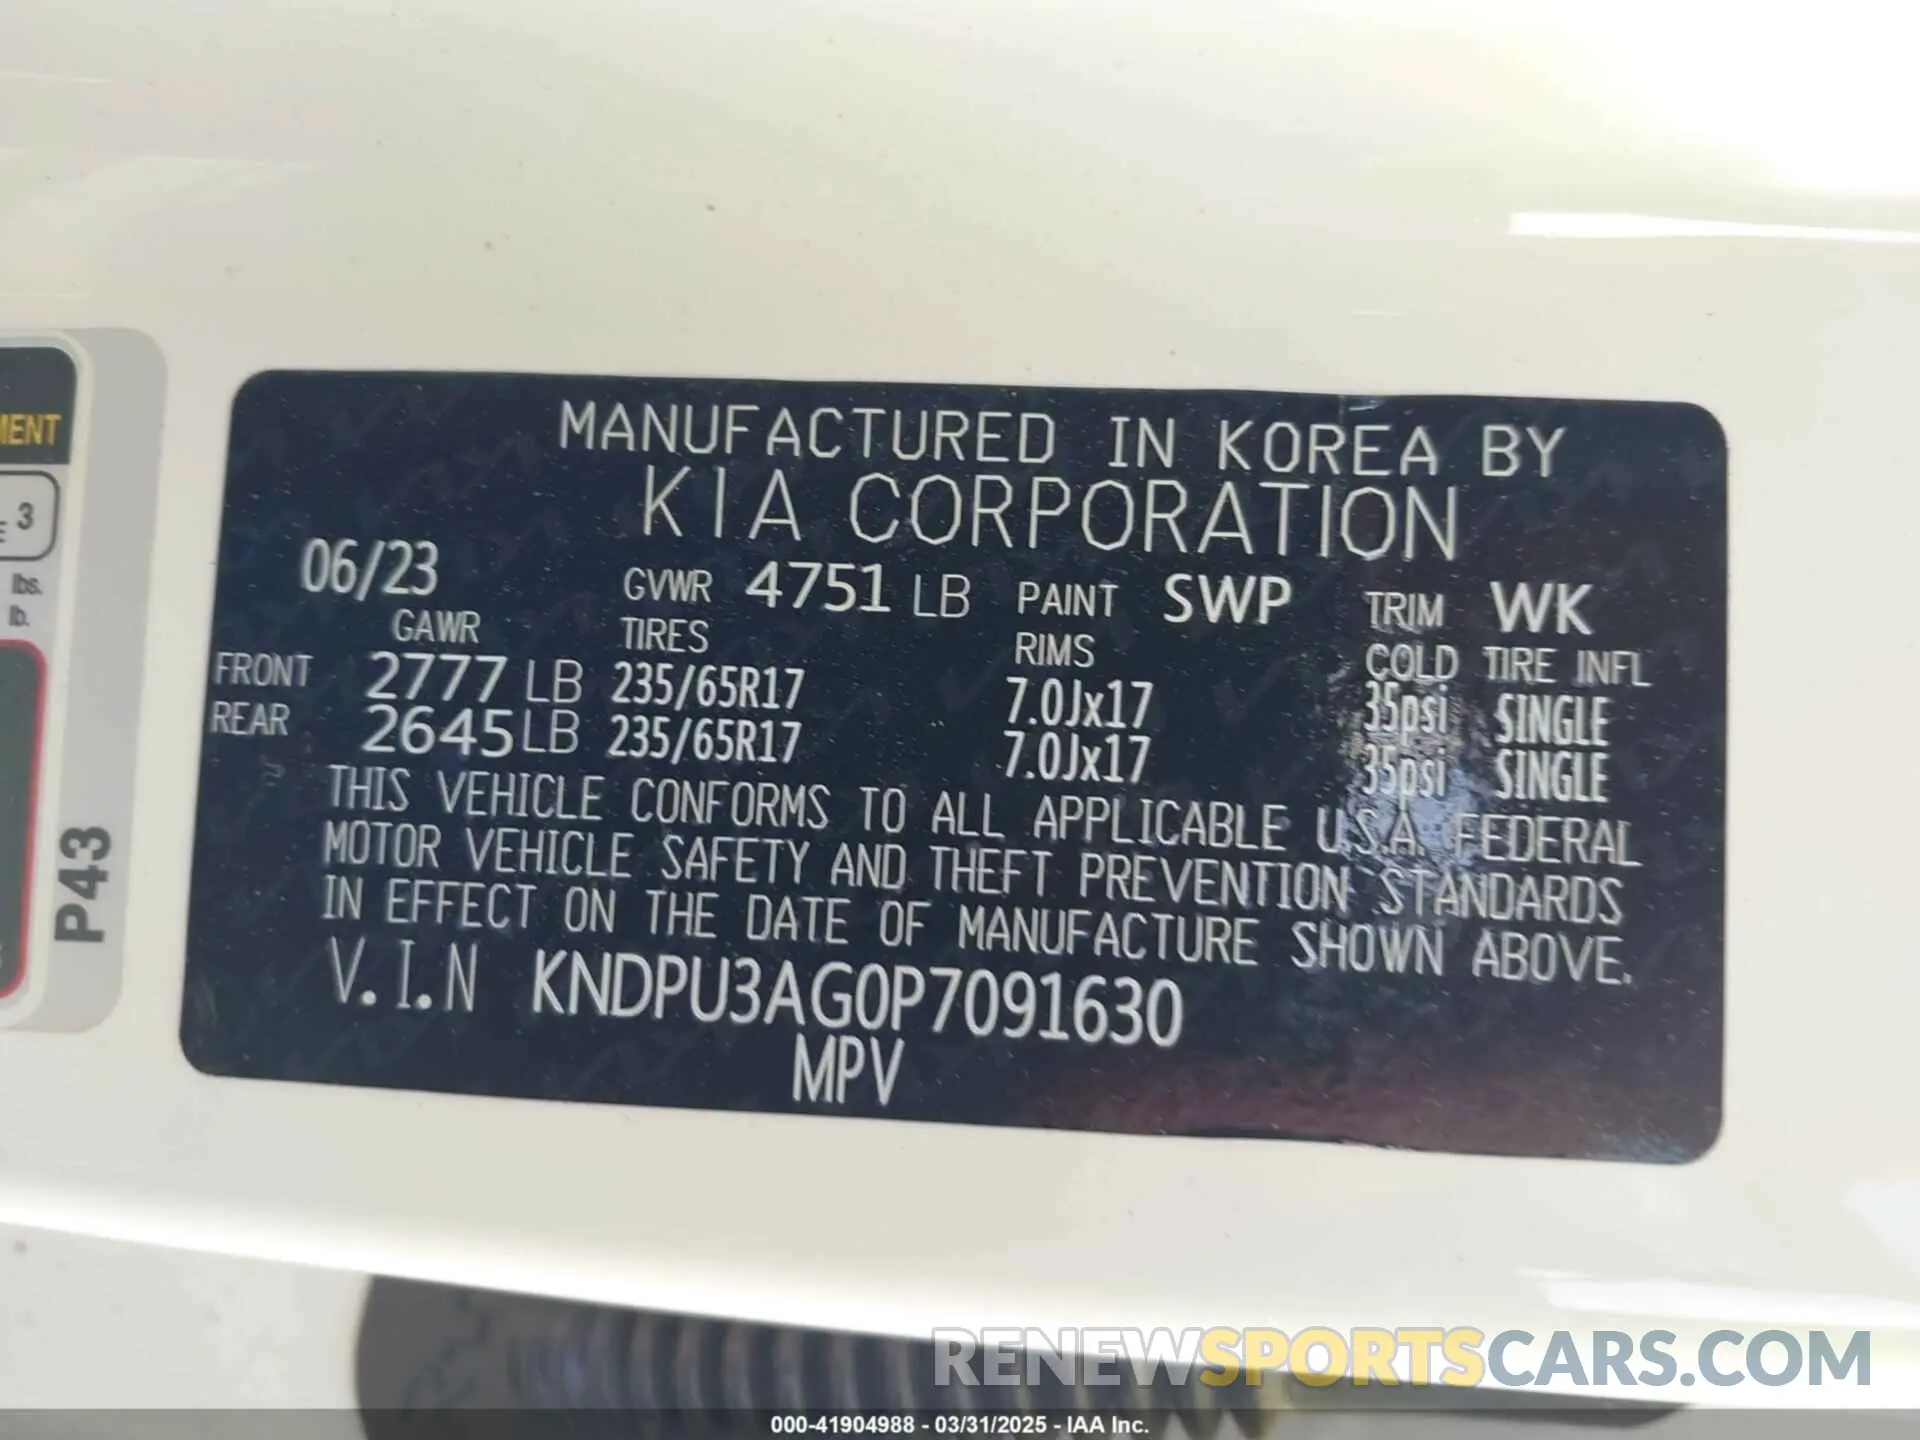 MANUFACTURED IN KOREA BY
KIA CORPORATION
06/23 GVWR 4751 LB PAINT SWP TRIM WK
GAWR TIRES RIMS COLD TIRE INFL
FRONT 2777 LB 235/65R17 7.0Jx17 35psi SINGLE
REAR 2645 LB 235/65R17 7.0Jx17 35psi SINGLE
THIS VEHICLE CONFORMS TO ALL APPLICABLE U.S.A. FEDERAL
MOTOR VEHICLE SAFETY AND THEFT PREVENTION STANDARDS
IN EFFECT ON THE DATE OF MANUFACTURE SHOWN ABOVE.
V.I.N KNDPU3AG0P7091630
MPV
3
lbs.
lb.
P43
RENEWSPORTSCARS.COM
000-41904988 - 03/31/2025 - IAA Inc.